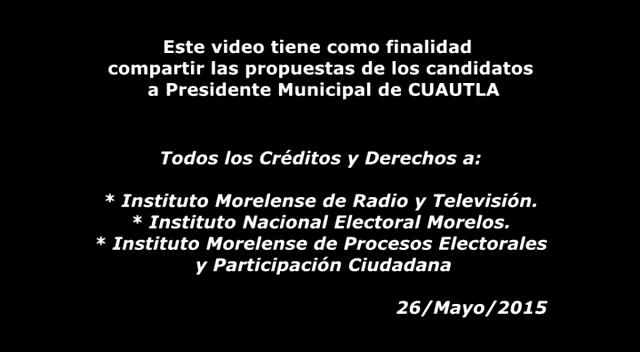 Este video tiene como finalidad
compartir las propuestas de los candidatos
a Presidente Municipal de CUAUTLA
Todos los Créditos y Derechos a:
* Instituto Morelense de Radio y Televisión.
* Instituto Nacional Electoral Morelos.
* Instituto Morelense de Procesos Electorales
y Participación Ciudadana
26/Mayo/2015